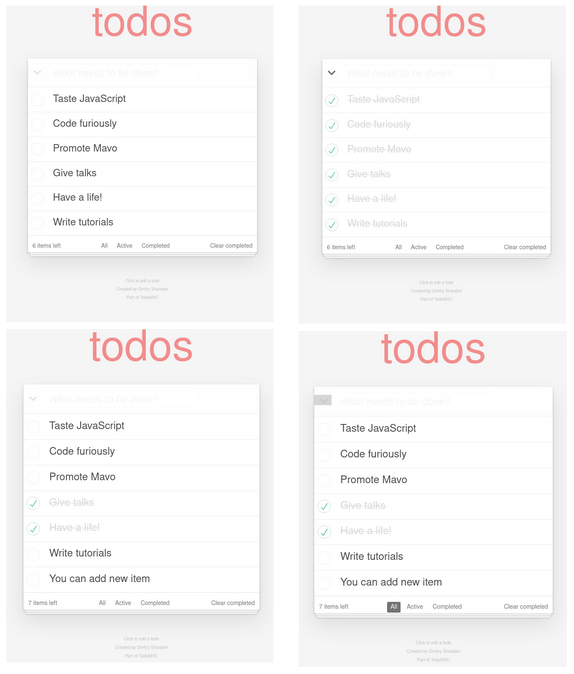 todos
What needs to be done?
Taste JavaScript
Code furiously
Promote Mavo
Give talks
Have a life!
Write tutorials
6 items left All Active Completed Clear completed
Click to edit a todo
Created by Dmitry Sharabin
Part of TodoMVC
todos
What needs to be done?
Taste JavaScript
Code furiously
Promote Mavo
Give talks
Have a life!
Write tutorials
6 items left All Active Completed Clear completed
Click to edit a todo
Created by Dmitry Sharabin
Part of TodoMVC
todos
What needs to be done?
Taste JavaScript
Code furiously
Promote Mavo
Give talks
Have a life!
Write tutorials
You can add new item
7 items left All Active Completed Clear completed
Click to edit a todo
Created by Dmitry Sharabin
Part of TodoMVC
todos
What needs to be done?
Taste JavaScript
Code furiously
Promote Mavo
Give talks
Have a life!
Write tutorials
You can add new item
7 items left All Active Completed Clear completed
Click to edit a todo
Created by Dmitry Sharabin
Part of TodoMVC